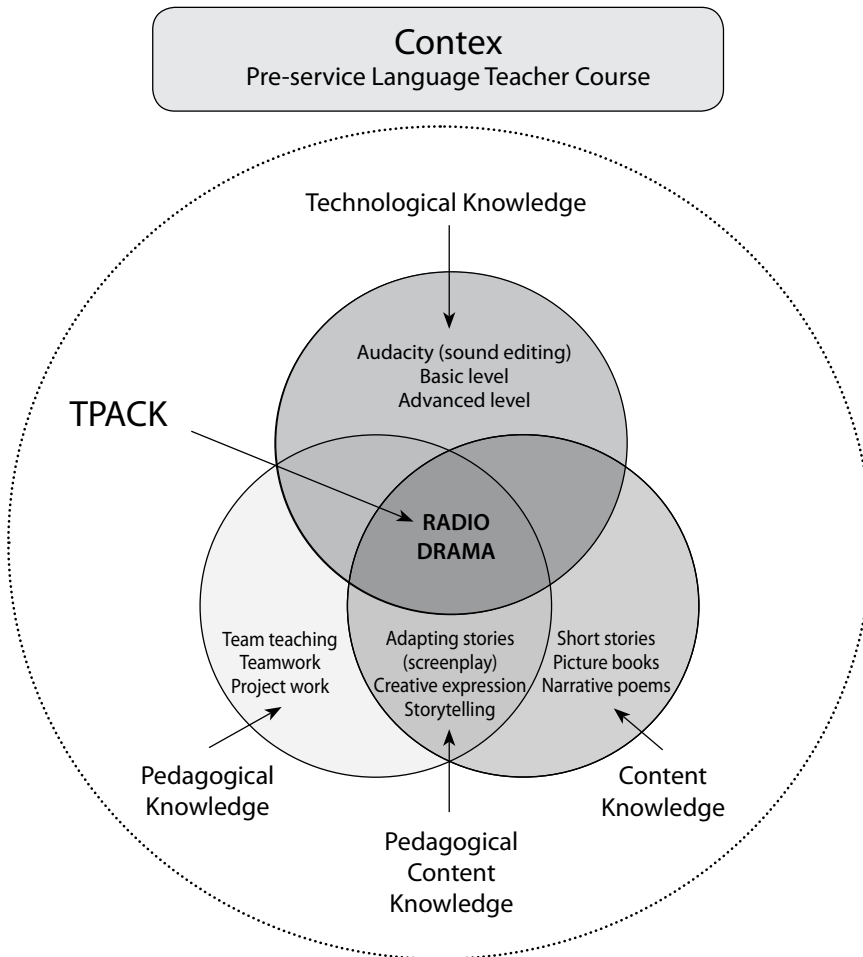 Contex
Pre-service Language Teacher Course
Technological Knowledge
Audacity (sound editing)
Basic level
Advanced level
TPACK
RADIO
DRAMA
Team teaching
Teamwork
Project work
Adapting stories
(screenplay)
Creative expression
Storytelling
Short stories
Picture books
Narrative poems
Pedagogical
Knowledge
Pedagogical
Content
Knowledge
Content
Knowledge